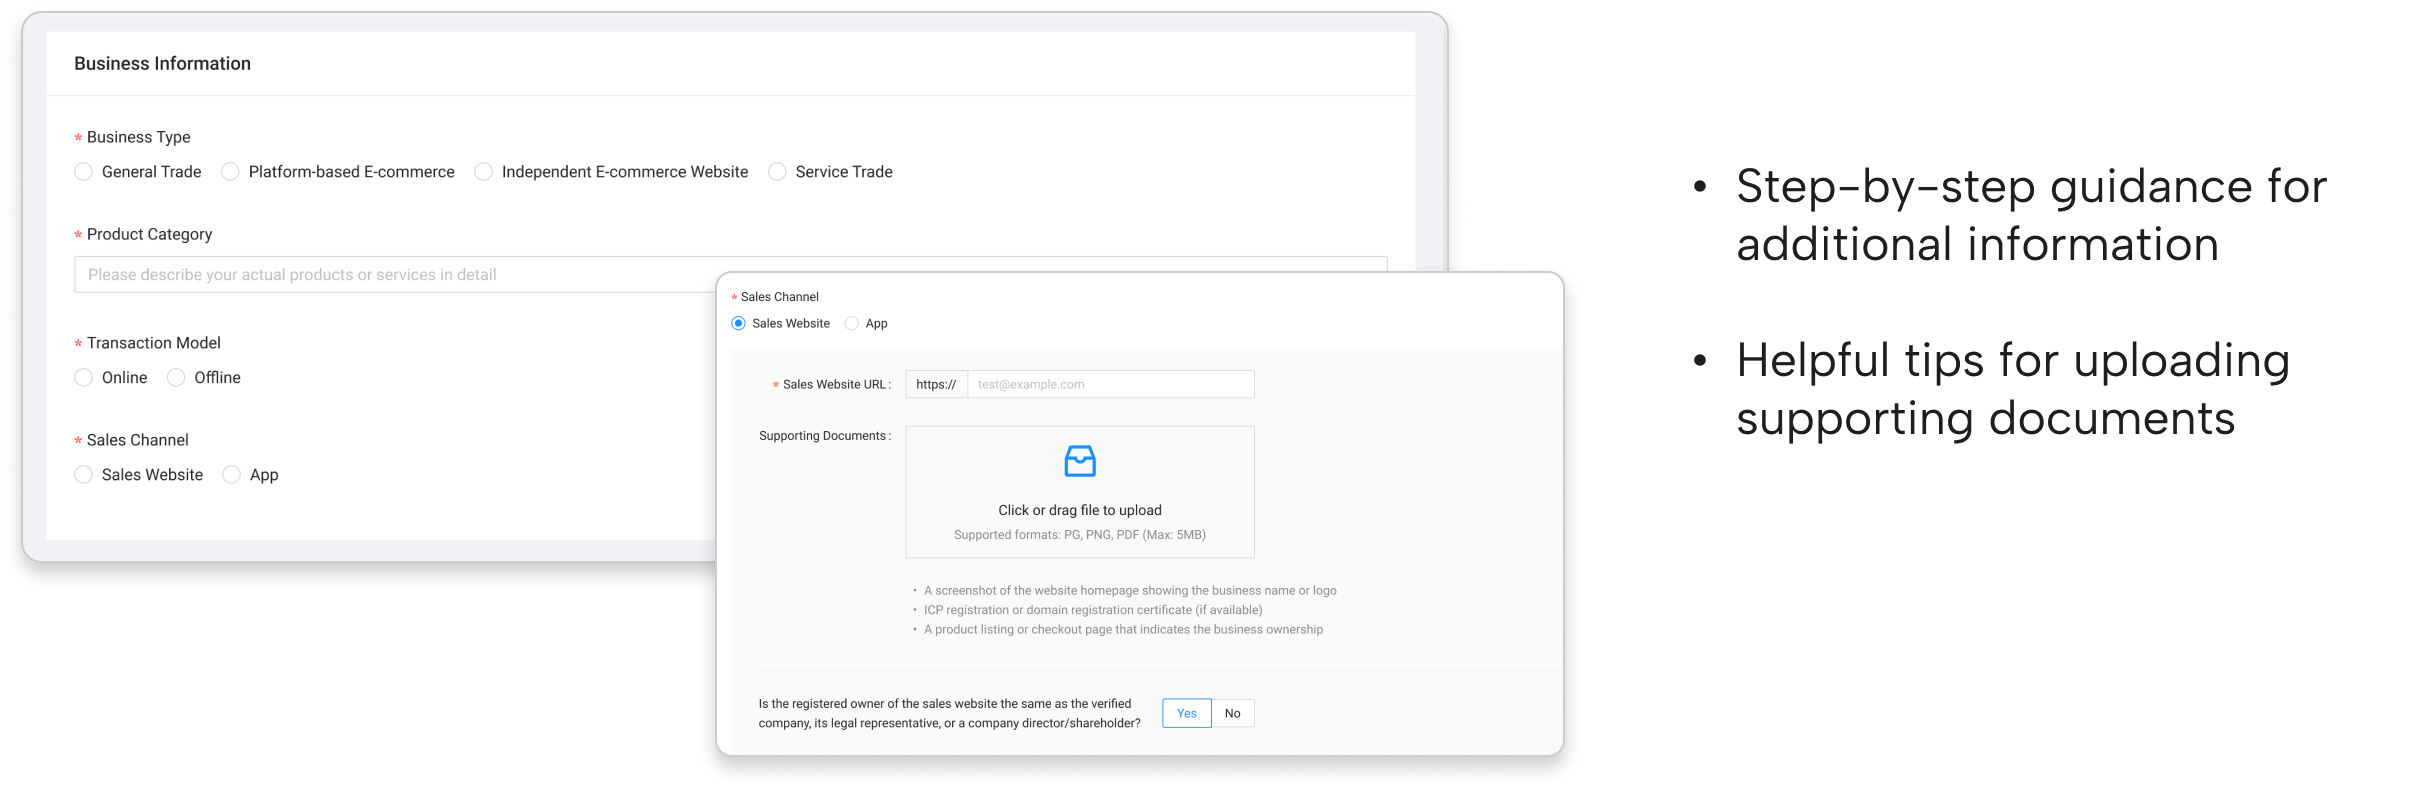 Business Information
* Business Type
General Trade Platform-based E-commerce Independent E-commerce Website Service Trade
* Product Category
Please describe your actual products or services in detail
* Transaction Model
Online Offline
* Sales Channel
Sales Website App
* Sales Channel
Sales Website App
* Sales Website URL : https:// test@example.com
Supporting Documents :
Click or drag file to upload
Supported formats: PG, PNG, PDF (Max: 5MB)
• A screenshot of the website homepage showing the business name or logo
• ICP registration or domain registration certificate (if available)
• A product listing or checkout page that indicates the business ownership
Is the registered owner of the sales website the same as the verified
company, its legal representative, or a company director/shareholder?
Yes No
• Step-by-step guidance for
additional information
• Helpful tips for uploading
supporting documents